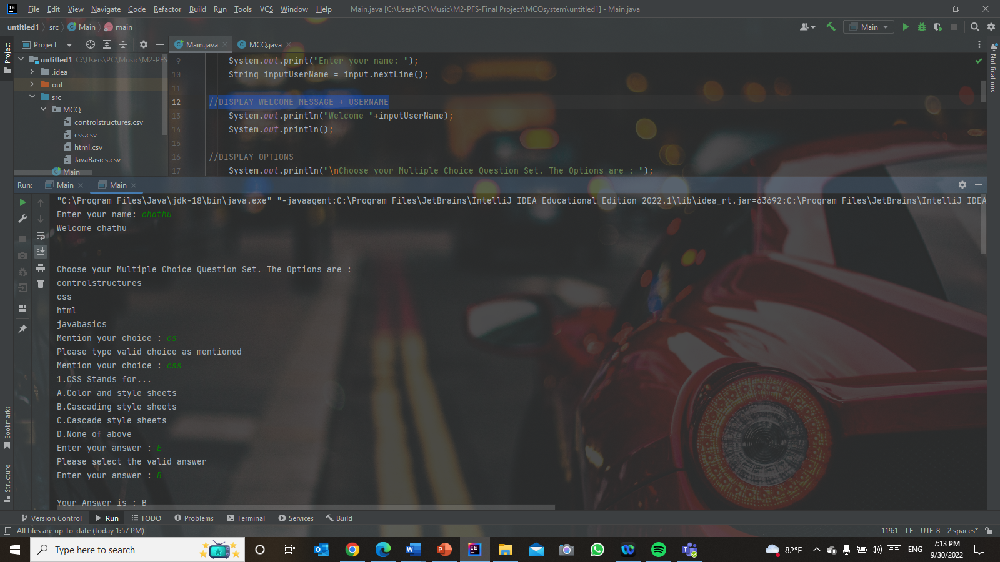 File Edit View Navigate Code Refactor Build Run Tools VCS Window Help Main.java [C:\Users\PC\Music\M2-PFS-Final Project\MCQsystem\untitled1] - Main.java
untitled1 src Main main Main
Project Main.java MCQ.java
Project
Notifications
untitled1 C:\Users\PC\Music\M2-PFS
.idea
out
src
MCQ
controlstructures.csv
css.csv
html.csv
JavaBasics.csv
Main
9 System.out.print("Enter your name: ");
10 String inputUserName = input.nextLine();
11
12 //DISPLAY WELCOME MESSAGE + USERNAME
13 System.out.println("Welcome "+inputUserName);
14 System.out.println();
15
16 //DISPLAY OPTIONS
17 System.out.println("\nChoose your Multiple Choice Question Set. The Options are : ");
Run: Main Main
"C:\Program Files\Java\jdk-18\bin\java.exe" "-javaagent:C:\Program Files\JetBrains\IntelliJ IDEA Educational Edition 2022.1\lib\idea_rt.jar=63692:C:\Program Files\JetBrains\IntelliJ IDEA
Enter your name: chathu
Welcome chathu
Choose your Multiple Choice Question Set. The Options are :
controlstructures
css
html
javabasics
Mention your choice : cs
Please type valid choice as mentioned
Mention your choice : css
1.CSS Stands for...
A.Color and style sheets
B.Cascading style sheets
C.Cascade style sheets
D.None of above
Enter your answer : E
Please select the valid answer
Enter your answer : B
Your Answer is : B
Bookmarks
Structure
Version Control Run TODO Problems Terminal Services Build
All files are up-to-date (today 1:57 PM) 119:1 LF UTF-8 2 spaces*
Type here to search 82°F ENG 7:13 PM
9/30/2022